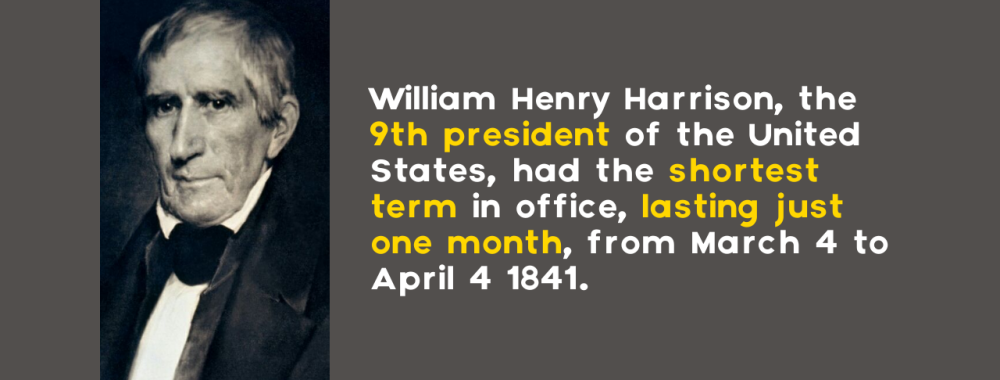 William Henry Harrison, the
9th president of the United
States, had the shortest
term in office, lasting just
one month, from March 4 to
April 4 1841.